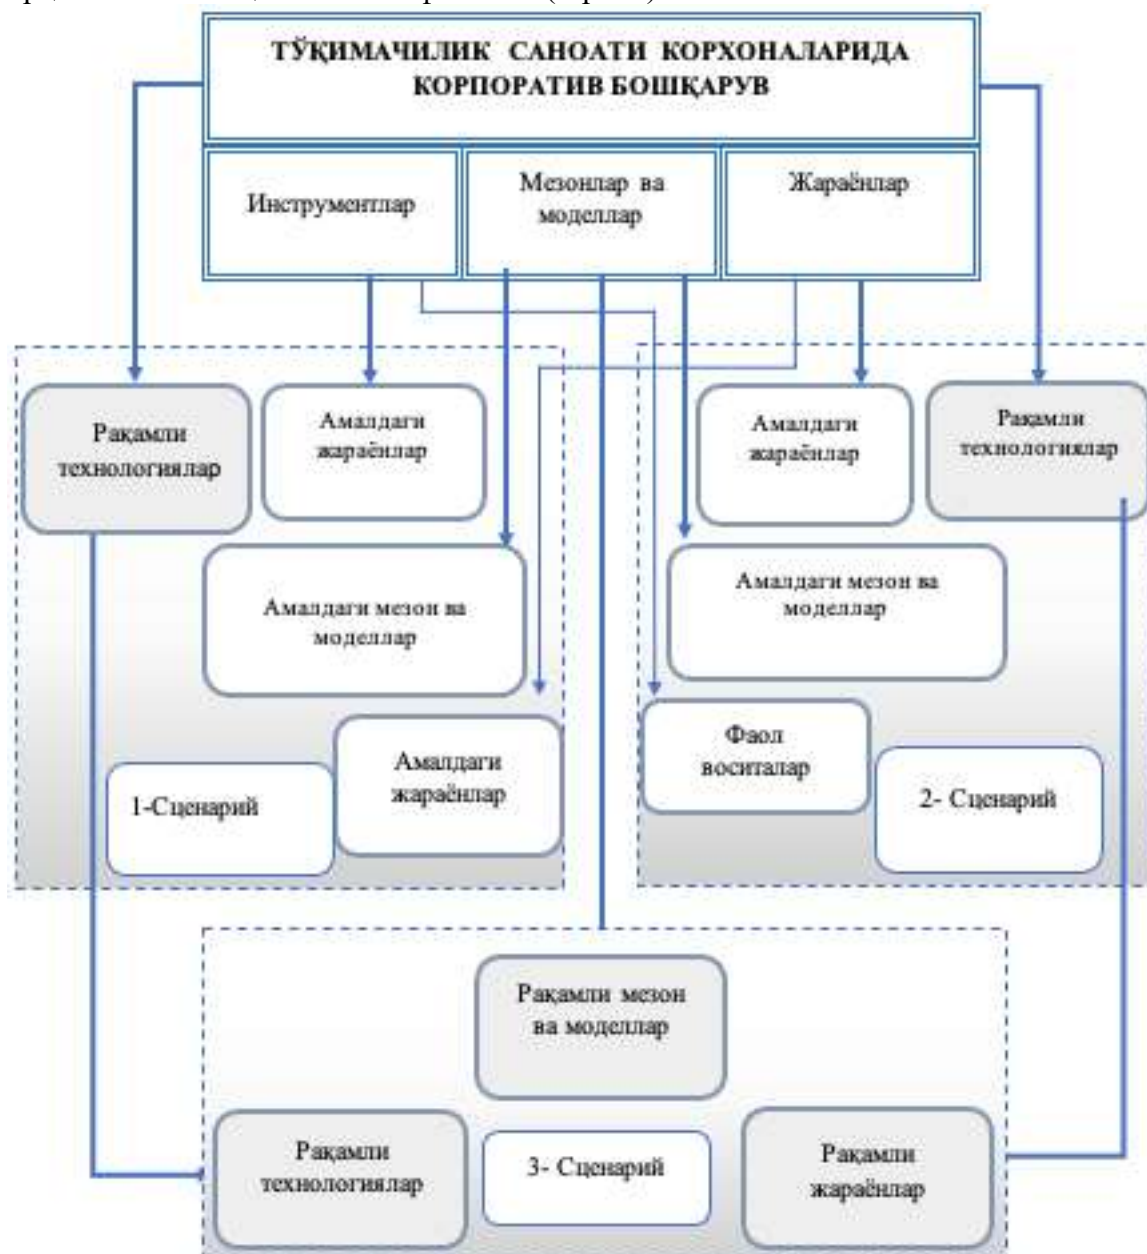 ТЎҚИМАЧИЛИК САНОАТИ КОРХОНАЛАРИДА
КОРПОРАТИВ БОШҚАРУВ
Инструментлар
Мезонлар ва
моделлар
Жараёнлар
Рақамли
технологиялар
Амалдаги
жараёнлар
Амалдаги
жараёнлар
Рақамли
технологиялар
Амалдаги мезон ва
моделлар
Амалдаги мезон ва
моделлар
Амалдаги
жараёнлар
1-Сценарий
Фаол
воситалар
2- Сценарий
Рақамли мезон
ва моделлар
Рақамли
технологиялар
3- Сценарий
Рақамли
жараёнлар